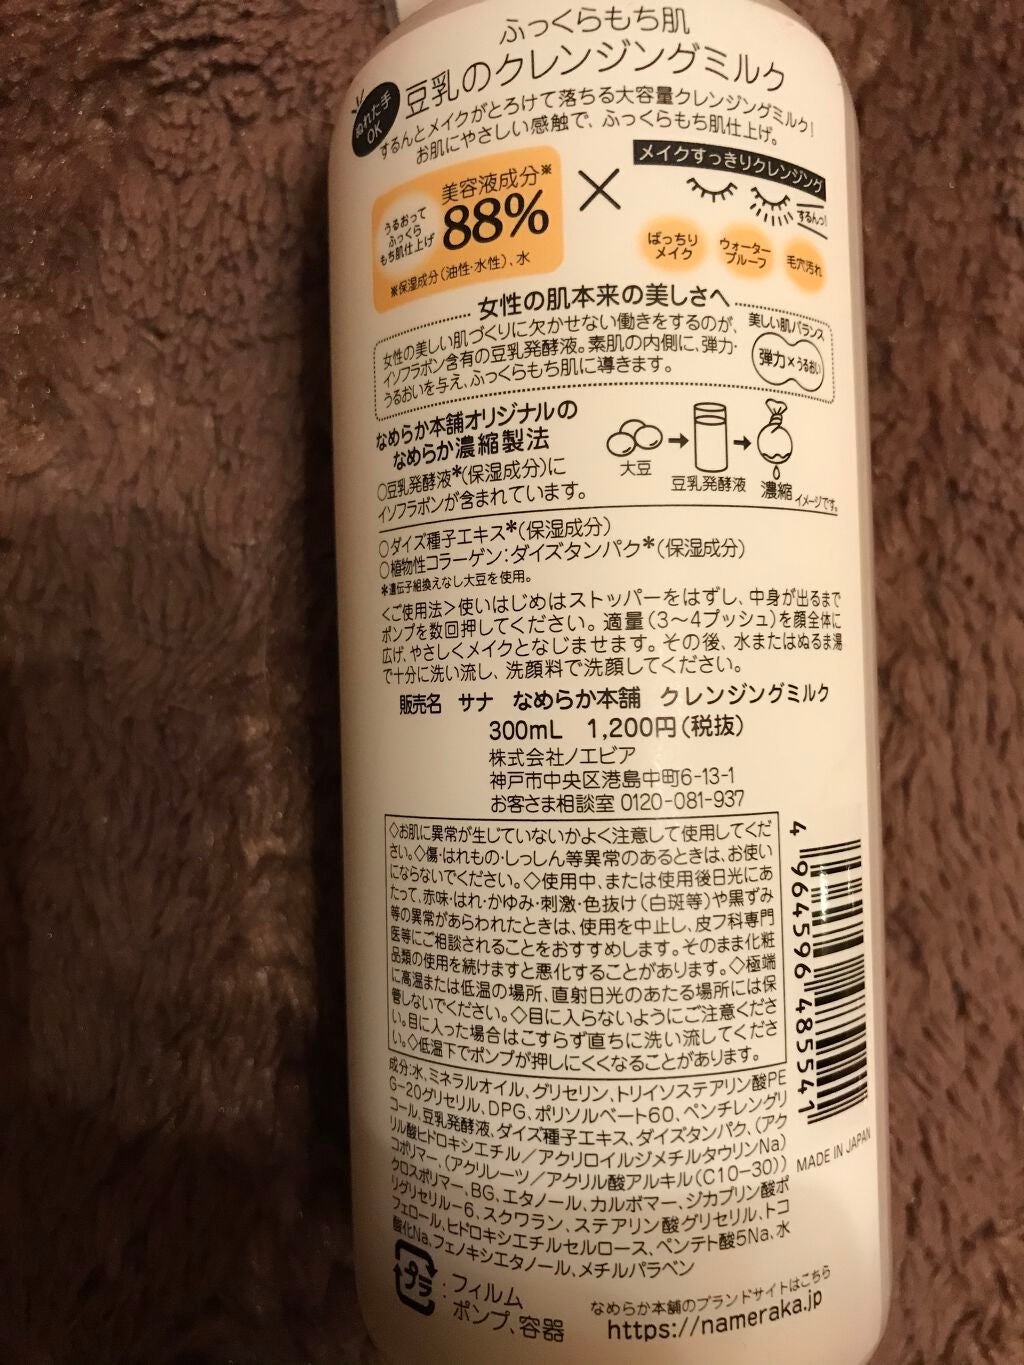 ふっくらもち肌
豆乳のクレンジングミルク
ぬれた手
OK
するんとメイクがとろけて落ちる大容量クレンジングミルク!
お肌にやさしい感触で、ふっくらもち肌仕上げ。
うるおって
ふっくら
もち肌仕上げ
美容液成分※
88%
※保湿成分(油性・水性)、水
×
メイクすっきりクレンジング
するんっ!
ばっちり
メイク
ウォーター
プルーフ
毛穴汚れ
女性の肌本来の美しさへ
女性の美しい肌づくりに欠かせない働きをするのが、
イソフラボン含有の豆乳発酵液。素肌の内側に、弾力・
うるおいを与え、ふっくらもち肌に導きます。
美しい肌バランス
弾力×うるおい
なめらか本舗オリジナルの
なめらか濃縮製法
○豆乳発酵液*(保湿成分)に
イソフラボンが含まれています。
大豆
豆乳発酵液
濃縮
イメージです。
○ダイズ種子エキス*(保湿成分)
○植物性コラーゲン:ダイズタンパク*(保湿成分)
*遺伝子組換えなし大豆を使用。
<ご使用法>使いはじめはストッパーをはずし、中身が出るまで
ポンプを数回押してください。適量(3〜4プッシュ)を顔全体に
広げ、やさしくメイクとなじませます。その後、水またはぬるま湯
で十分に洗い流し、洗顔料で洗顔してください。
販売名 サナ なめらか本舗 クレンジングミルク
300mL 1,200円(税抜)
株式会社ノエビア
神戸市中央区港島中町6-13-1
お客さま相談室 0120-081-937
◇お肌に異常が生じていないかよく注意して使用してくだ
さい。◇傷・はれもの・しっしん等異常のあるときは、お使い
にならないでください。◇使用中、または使用後日光にあ
たって、赤味・はれ・かゆみ・刺激・色抜け(白斑等)や黒ずみ
等の異常があらわれたときは、使用を中止し、皮フ科専門
医等にご相談されることをおすすめします。そのまま化粧
品類の使用を続けますと悪化することがあります。◇極端
に高温または低温の場所、直射日光のあたる場所には保
管しないでください。◇目に入らないようにご注意くださ
い。目に入った場合はこすらず直ちに洗い流してくださ
い。◇低温下でポンプが押しにくくなることがあります。
4 964596 485541
MADE IN JAPAN
成分:水、ミネラルオイル、グリセリン、トリイソステアリン酸PE
G-20グリセリル、DPG、ポリソルベート60、ペンチレングリ
コール、豆乳発酵液、ダイズ種子エキス、ダイズタンパク、(アク
リル酸ヒドロキシエチル/アクリロイルジメチルタウリンNa)
コポリマー、(アクリレーツ/アクリル酸アルキル(C10-30))
クロスポリマー、BG、エタノール、カルボマー、ジカプリン酸ポ
リグリセリル-6、スクワラン、ステアリン酸グリセリル、トコ
フェロール、ヒドロキシエチルセルロース、ペンテト酸5Na、水
酸化Na、フェノキシエタノール、メチルパラベン
プラ
:フィルム
ポンプ、容器
なめらか本舗のブランドサイトはこちら
https://nameraka.jp